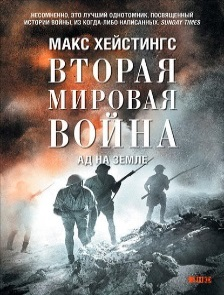 НЕСОМНЕННО, ЭТО ЛУЧШИЙ ОДНОТОМНИК, ПОСВЯЩЕННЫЙ
ИСТОРИИ ВОЙНЫ, ИЗ КОГДА-ЛИБО НАПИСАННЫХ. SUNDAY TIMES
МАКС ХЕЙСТИНГС
ВТОРАЯ
МИРОВАЯ
ВОЙНА
АД НА ЗЕМЛЕ